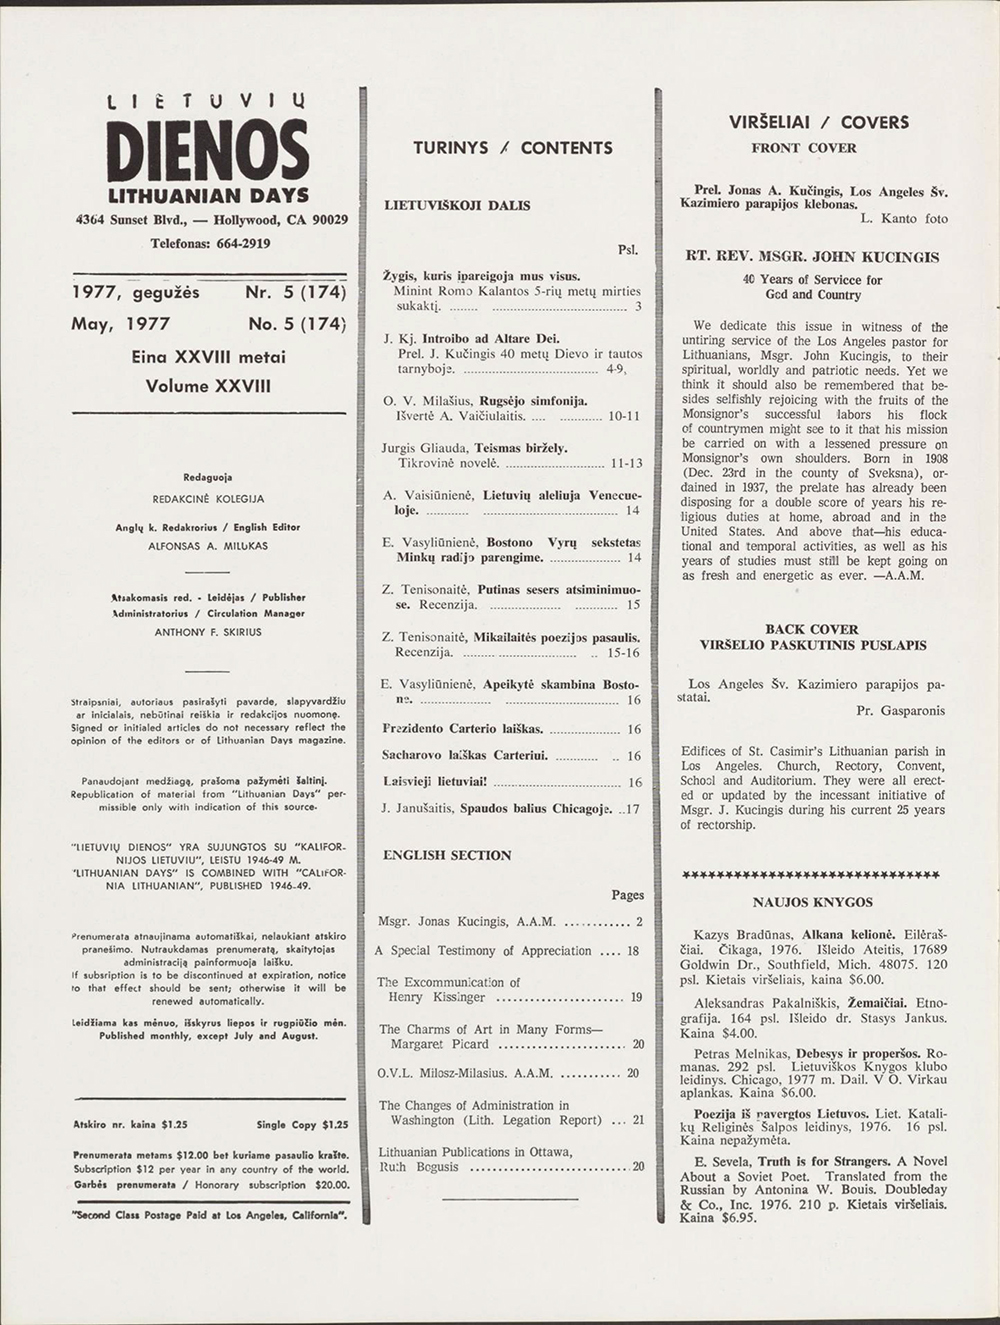 LIETUVIŲ
DIENOS
LITHUANIAN DAYS
4364 Sunset Blvd., — Hollywood, CA 90029
Telefonas: 664-2919
1977, gegužės Nr. 5 (174)
May, 1977 No. 5 (174)
Eina XXVIII metai
Volume XXVIII
Redaguoja
REDAKCINĖ KOLEGIJA
Anglų k. Redaktorius / English Editor
ALFONSAS A. MILUKAS
Atsakomasis red. - Leidėjas / Publisher
Administratorius / Circulation Manager
ANTHONY F. SKIRIUS
Straipsniai, autoriaus pasirašyti pavarde, slapyvardžiu
ar inicialais, nebūtinai reiškia ir redakcijos nuomonę.
Signed or initialed articles do not necessary reflect the
opinion of the editors or of Lithuanian Days magazine.
Panaudojant medžiagą, prašoma pažymėti šaltinį.
Republication of material from "Lithuanian Days" per-
missible only with indication of this source.
"LIETUVIŲ DIENOS" YRA SUJUNGTOS SU "KALIFOR-
NIJOS LIETUVIU", LEISTU 1946-49 M.
"LITHUANIAN DAYS" IS COMBINED WITH "CALIFOR-
NIA LITHUANIAN", PUBLISHED 1946-49.
Prenumerata atnaujinama automatiškai, nelaukiant atskiro
pranešimo. Nutraukdamas prenumeratą, skaitytojas
administraciją painformuoja laišku.
If subsription is to be discontinued at expiration, notice
to that effect should be sent; otherwise it will be
renewed automatically.
Leidžiama kas mėnuo, išskyrus liepos ir rugpiūčio mėn.
Published monthly, except July and August.
Atskiro nr. kaina $1.25 Single Copy $1.25
Prenumerata metams $12.00 bet kuriame pasaulio krašte.
Subscription $12 per year in any country of the world.
Garbės prenumerata / Honorary subscription $20.00.
"Second Class Postage Paid at Los Angeles, California".
TURINYS / CONTENTS
LIETUVIŠKOJI DALIS
Psl.
Žygis, kuris įpareigoja mus visus.
Minint Romo Kalantos 5-rių metų mirties
sukaktį. ........ .................................... 3
J. Kj. Introibo ad Altare Dei.
Prel. J. Kučingis 40 metų Dievo ir tautos
tarnyboje. .................................... 4-9,
O. V. Milašius, Rugsėjo simfonija.
Išvertė A. Vaičiulaitis. .... ............ 10-11
Jurgis Gliauda, Teismas biržely.
Tikrovinė novelė. ........................... 11-13
A. Vaisiūnienė, Lietuvių aleliuja Venecue-
loje. ............ .................................... 14
E. Vasyliūnienė, Bostono Vyrų sekstetas
Minkų radijo parengime. .................. 14
Z. Tenisonaitė, Putinas sesers atsiminimuo-
se. Recenzija. ........................ ............ 15
Z. Tenisonaitė, Mikailaitės poezijos pasaulis.
Recenzija. ................................ .. 15-16
E. Vasyliūnienė, Apeikytė skambina Bosto-
ne. .................... ................................ 16
Prezidento Carterio laiškas. .................. 16
Sacharovo laiškas Carteriui. ............ .. 16
Laisvieji lietuviai! .................................... 16
J. Janušaitis, Spaudos balius Chicagoje. ..17
ENGLISH SECTION
Pages
Msgr. Jonas Kucingis, A.A.M. ............ 2
A Special Testimony of Appreciation .... 18
The Excommunication of
Henry Kissinger ...................... 19
The Charms of Art in Many Forms—
Margaret Picard ...................... 20
O.V.L. Milosz-Milasius. A.A.M. ........... 20
The Changes of Administration in
Washington (Lith. Legation Report) ... 21
Lithuanian Publications in Ottawa,
Ruth Bogusis ............................ 20
VIRŠELIAI / COVERS
FRONT COVER
Prel. Jonas A. Kučingis, Los Angeles Šv.
Kazimiero parapijos klebonas.
L. Kanto foto
RT. REV. MSGR. JOHN KUCINGIS
40 Years of Servicce for
God and Country
We dedicate this issue in witness of the
untiring service of the Los Angeles pastor for
Lithuanians, Msgr. John Kucingis, to their
spiritual, worldly and patriotic needs. Yet we
think it should also be remembered that be-
sides selfishly rejoicing with the fruits of the
Monsignor's successful labors his flock
of countrymen might see to it that his mission
be carried on with a lessened pressure on
Monsignor's own shoulders. Born in 1908
(Dec. 23rd in the county of Sveksna), or-
dained in 1937, the prelate has already been
disposing for a double score of years his re-
ligious duties at home, abroad and in the
United States. And above that—his educa-
tional and temporal activities, as well as his
years of studies must still be kept going on
as fresh and energetic as ever. —A.A.M.
BACK COVER
VIRŠELIO PASKUTINIS PUSLAPIS
Los Angeles Šv. Kazimiero parapijos pa-
statai.
Pr. Gasparonis
Edifices of St. Casimir's Lithuanian parish in
Los Angeles. Church, Rectory, Convent,
School and Auditorium. They were all erect-
ed or updated by the incessant initiative of
Msgr. J. Kucingis during his current 25 years
of rectorship.
******************************
NAUJOS KNYGOS
Kazys Bradūnas, Alkana kelionė. Eilėraš-
čiai. Čikaga, 1976. Išleido Ateitis, 17689
Goldwin Dr., Southfield, Mich. 48075. 120
psl. Kietais viršeliais, kaina $6.00.
Aleksandras Pakalniškis, Žemaičiai. Etno-
grafija. 164 psl. Išleido dr. Stasys Jankus.
Kaina $4.00.
Petras Melnikas, Debesys ir properšos. Ro-
manas. 292 psl. Lietuviškos Knygos klubo
leidinys. Chicago, 1977 m. Dail. V O. Virkau
aplankas. Kaina $6.00.
Poezija iš pavergtos Lietuvos. Liet. Katali-
kų Religinės Šalpos leidinys, 1976. 16 psl.
Kaina nepažymėta.
E. Sevela, Truth is for Strangers. A Novel
About a Soviet Poet. Translated from the
Russian by Antonina W. Bouis. Doubleday
& Co., Inc. 1976. 210 p. Kietais viršeliais.
Kaina $6.95.